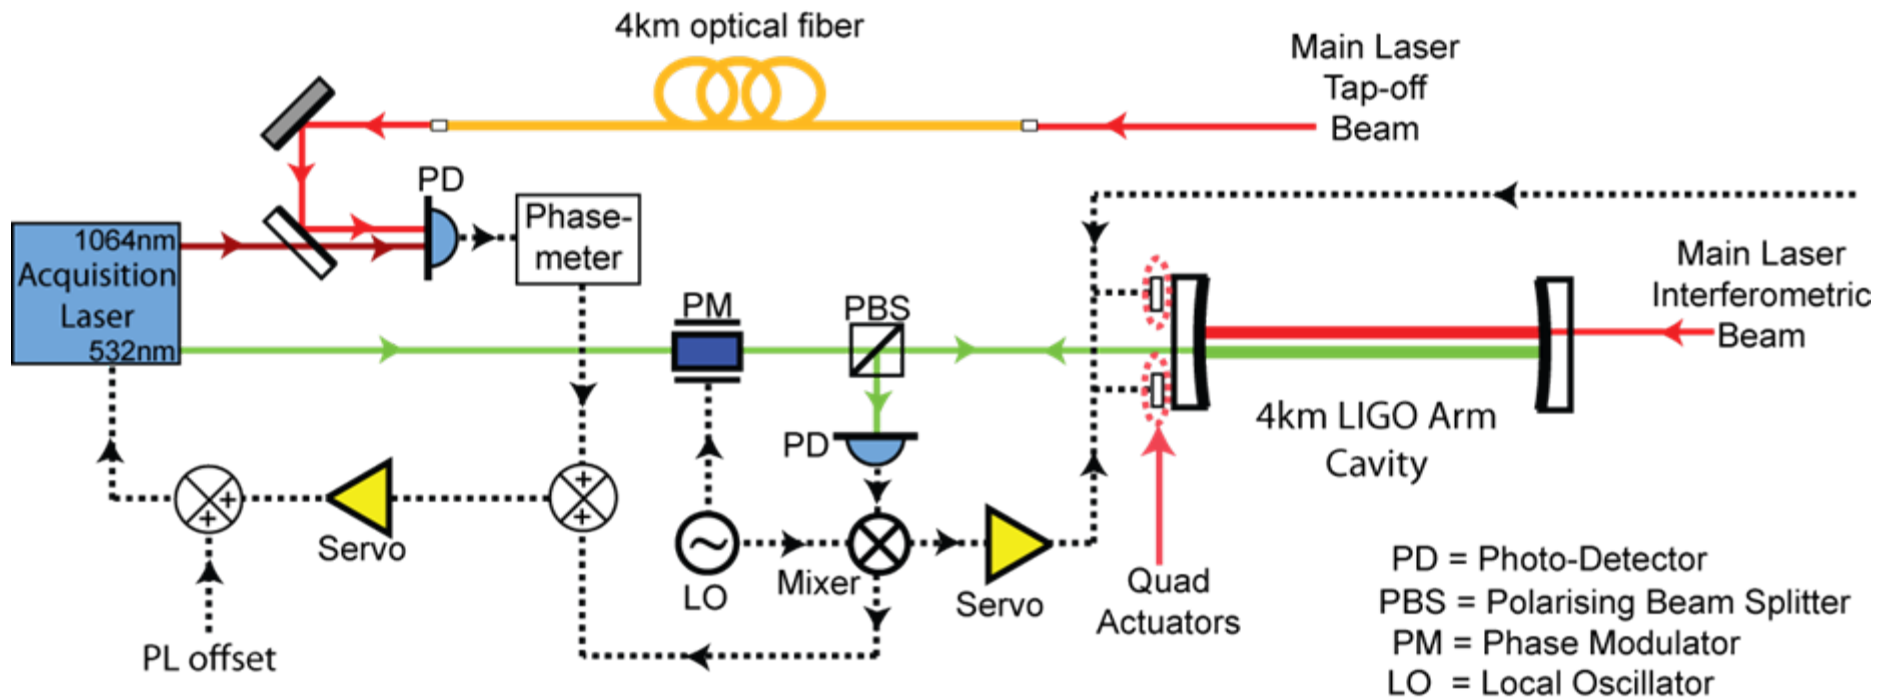 4km optical fiber
Main Laser
Tap-off
Beam
PD
Phase-
meter
1064nm
Acquisition
Laser
532nm
PM
PBS
Main Laser
Interferometric
Beam
4km LIGO Arm
Cavity
PD
+
+
+
+
Servo
LO
Mixer
Servo
Quad
Actuators
PL offset
PD = Photo-Detector
PBS = Polarising Beam Splitter
PM = Phase Modulator
LO = Local Oscillator